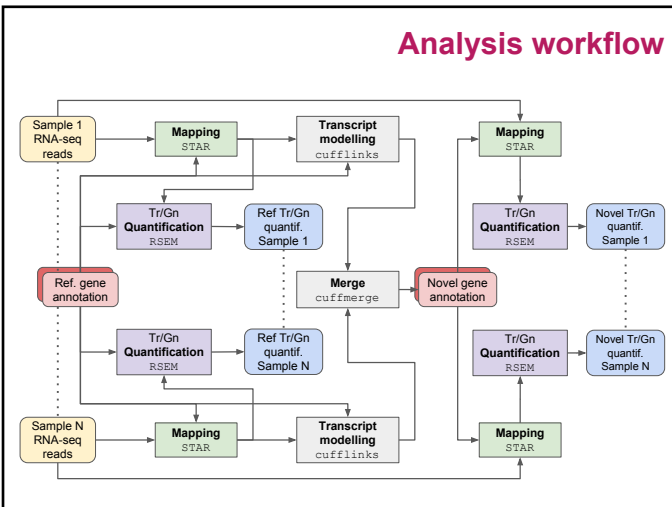 Analysis workflow
Sample 1
RNA-seq
reads
Mapping
STAR
Transcript
modelling
cufflinks
Mapping
STAR
Tr/Gn
Quantification
RSEM
Ref Tr/Gn
quantif.
Sample 1
Tr/Gn
Quantification
RSEM
Novel Tr/Gn
quantif.
Sample 1
Ref. gene
annotation
Merge
cuffmerge
Novel gene
annotation
Tr/Gn
Quantification
RSEM
Ref Tr/Gn
quantif.
Sample N
Tr/Gn
Quantification
RSEM
Novel Tr/Gn
quantif.
Sample N
Sample N
RNA-seq
reads
Mapping
STAR
Transcript
modelling
cufflinks
Mapping
STAR